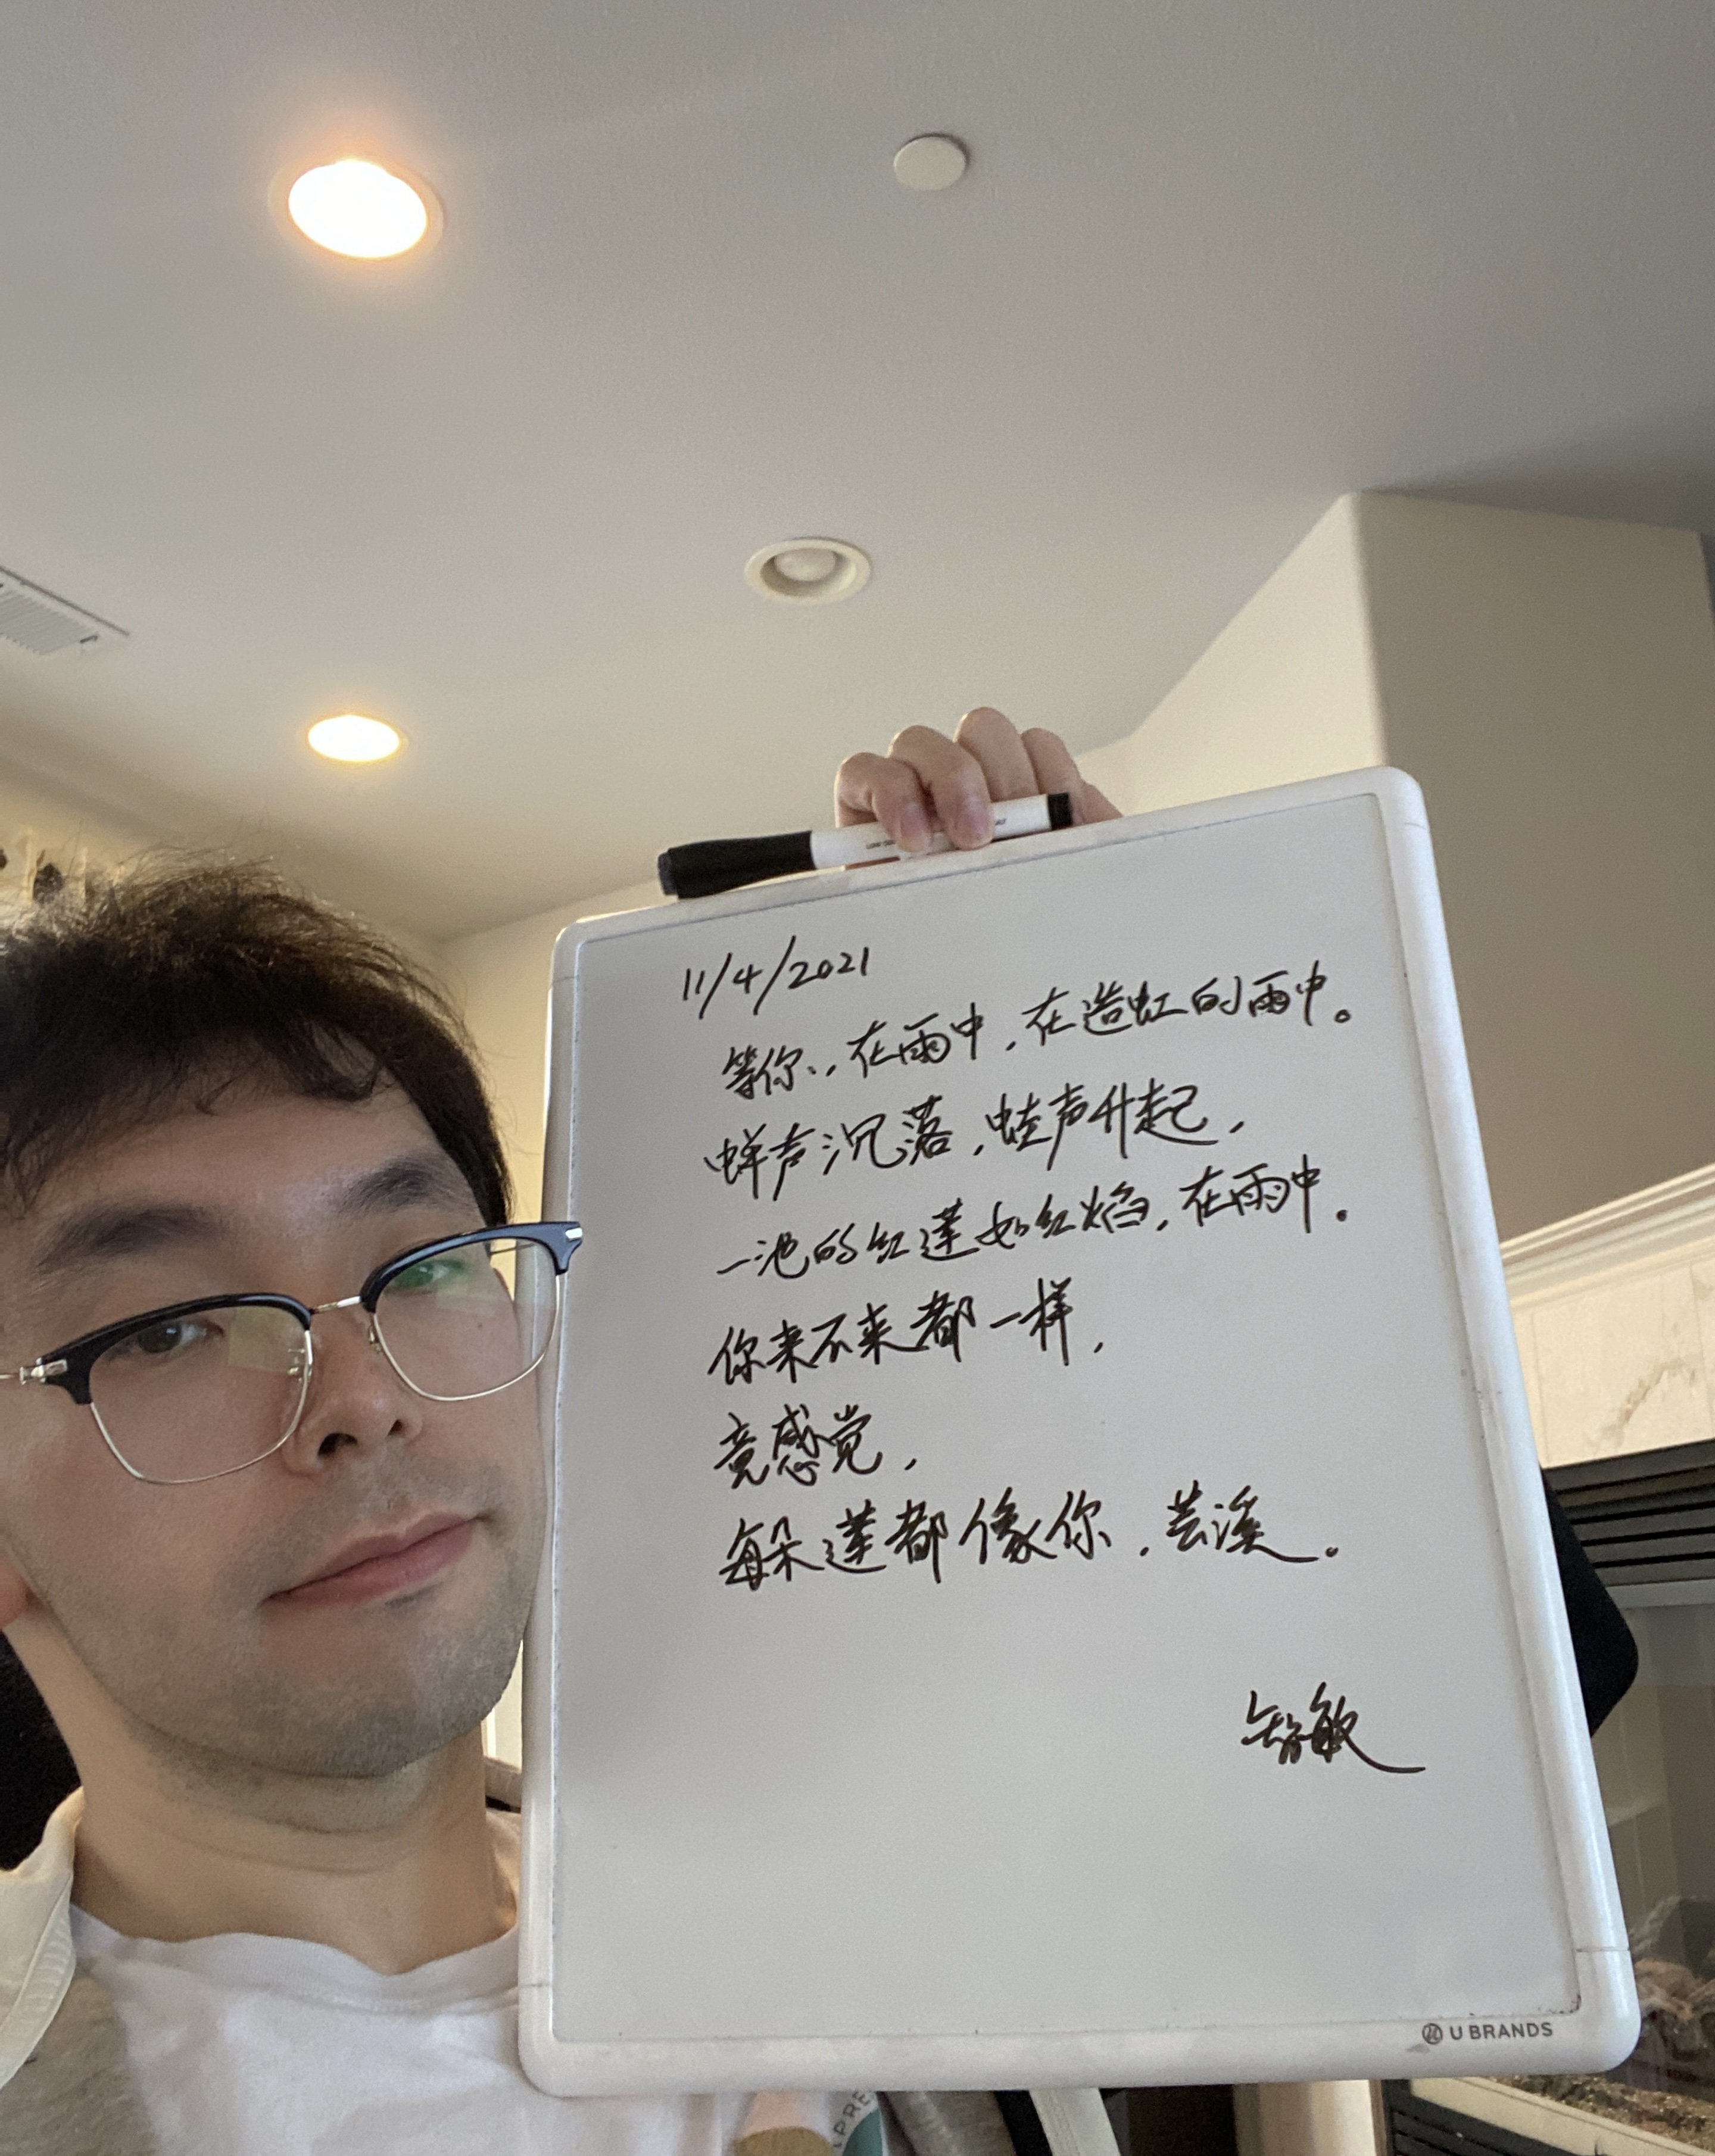 11/4/2021
等你,在雨中,在造虹的雨中。
蝉声沉落,蛙声升起,
一池的红莲如红焰,在雨中。
你来不来都一样,
竟感觉,
每朵莲都像你,芸溪。
智敏
U BRANDS